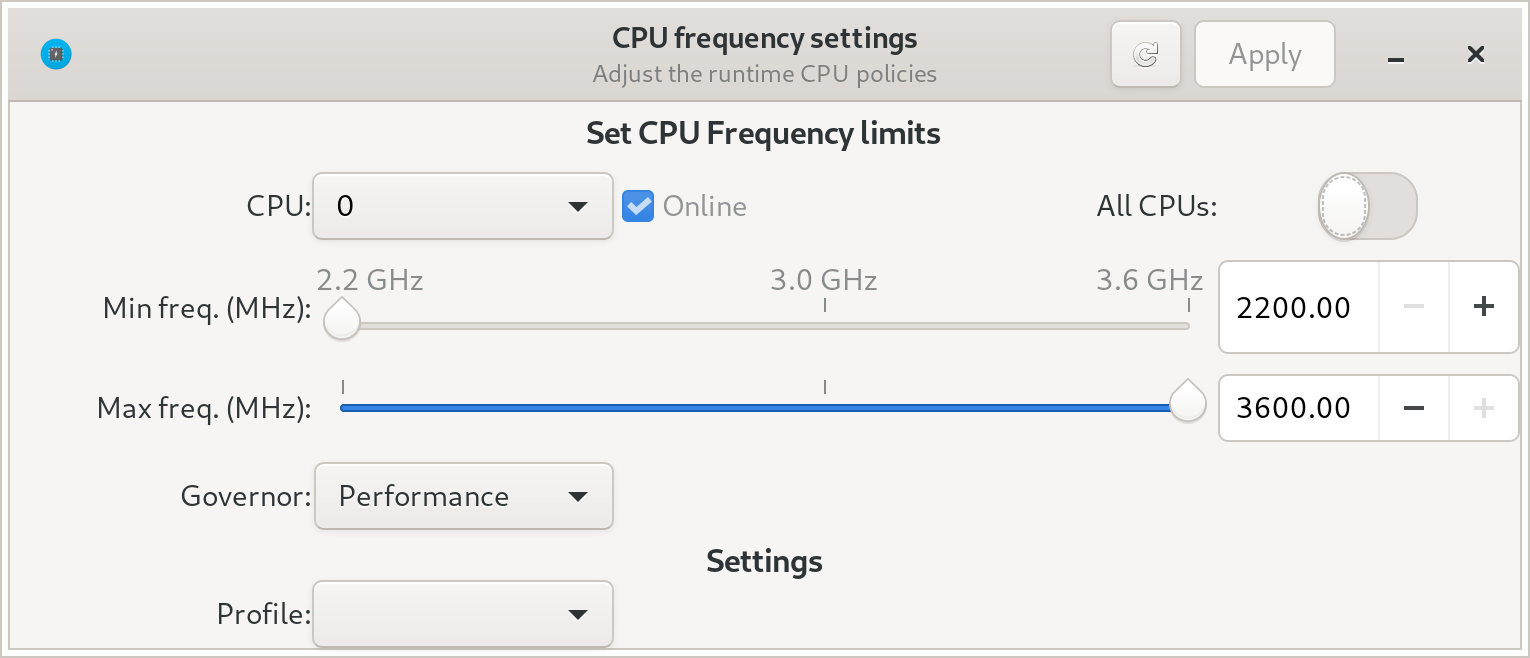 CPU frequency settings
Adjust the runtime CPU policies
Apply
Set CPU Frequency limits
CPU: 0 Online All CPUs:
2.2 GHz 3.0 GHz 3.6 GHz
Min freq. (MHz): 2200.00 − +
Max freq. (MHz): 3600.00 − +
Governor: Performance
Settings
Profile: